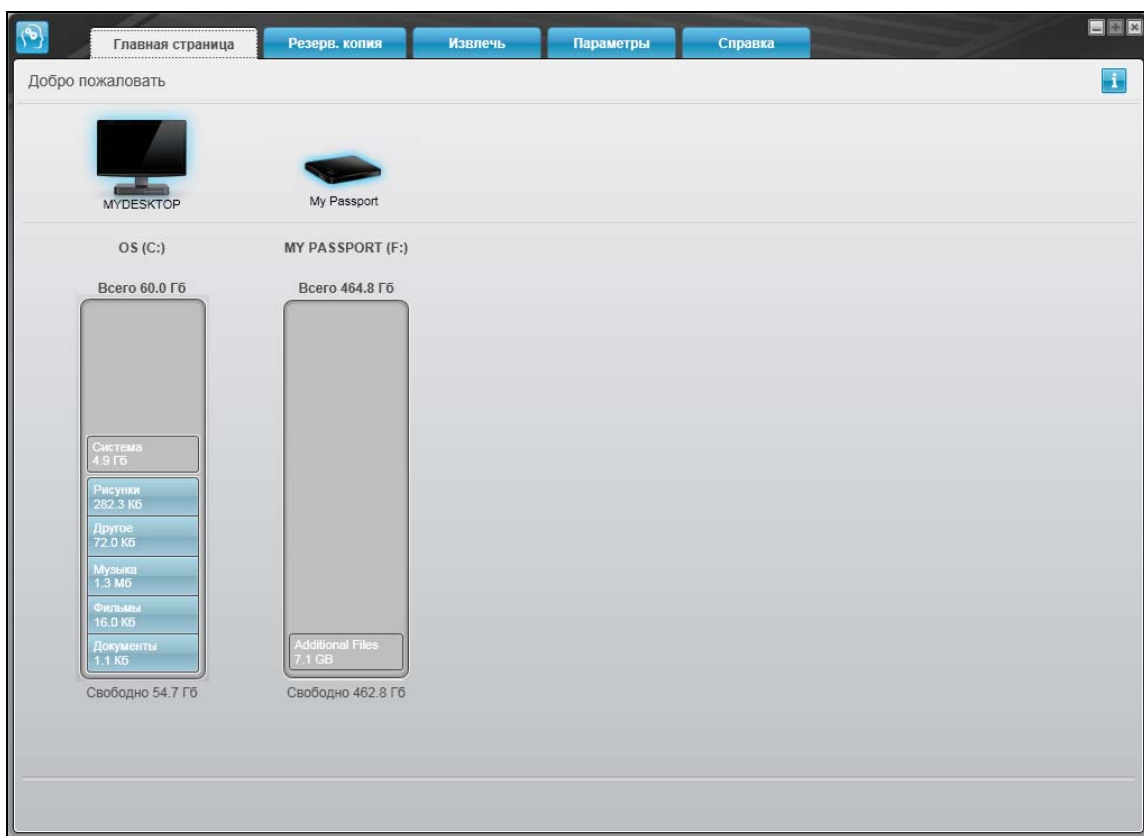 Главная страница
Резерв. копия
Извлечь
Параметры
Справка
Добро пожаловать
i
MYDESKTOP
My Passport
OS (C:)
MY PASSPORT (F:)
Всего 60.0 Гб
Всего 464.8 Гб
Система
4.9 Гб
Рисунки
282.3 Кб
Другое
72.0 Кб
Музыка
1.3 Мб
Фильмы
16.0 Кб
Документы
1.1 Кб
Additional Files
7.1 GB
Свободно 54.7 Гб
Свободно 462.8 Гб